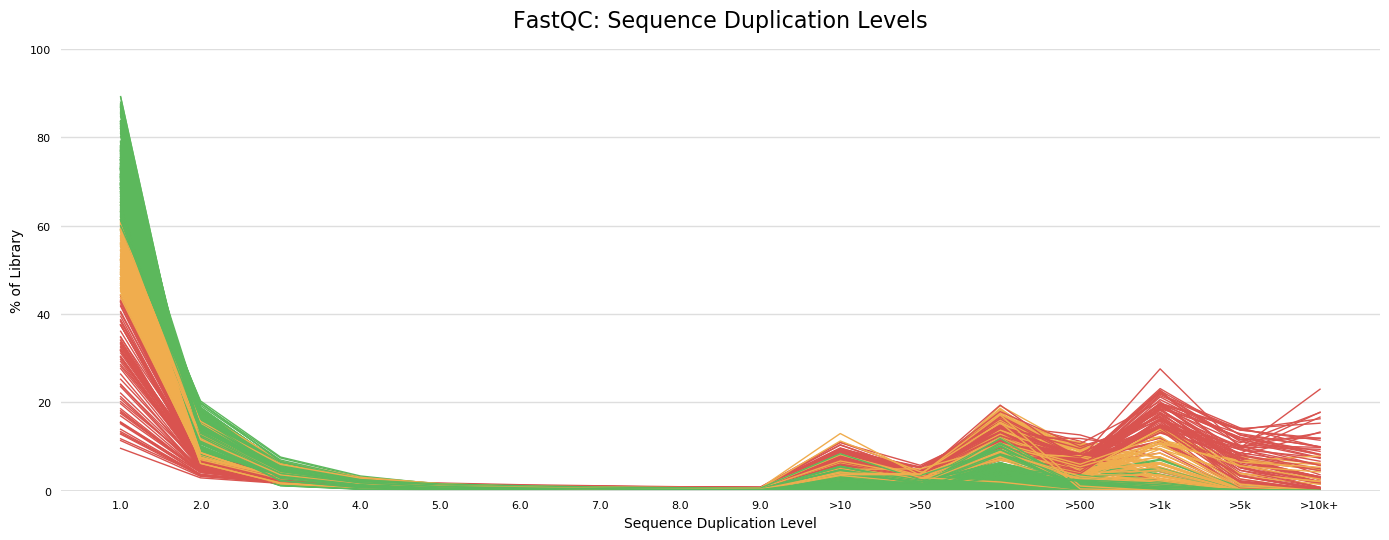 FastQC: Sequence Duplication Levels
% of Library
100
80
60
40
20
0
1.0 2.0 3.0 4.0 5.0 6.0 7.0 8.0 9.0 >10 >50 >100 >500 >1k >5k >10k+
Sequence Duplication Level